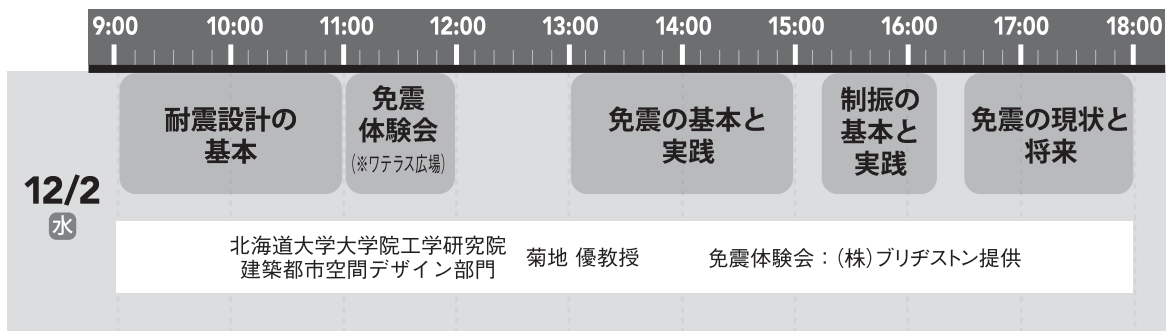 9:00 10:00 11:00 12:00 13:00 14:00 15:00 16:00 17:00 18:00
12/2
水
耐震設計の
基本
免震
体験会
(※ワテラス広場)
免震の基本と
実践
制振の
基本と
実践
免震の現状と
将来
北海道大学大学院工学研究院
建築都市空間デザイン部門
菊地 優教授
免震体験会：(株)ブリヂストン提供